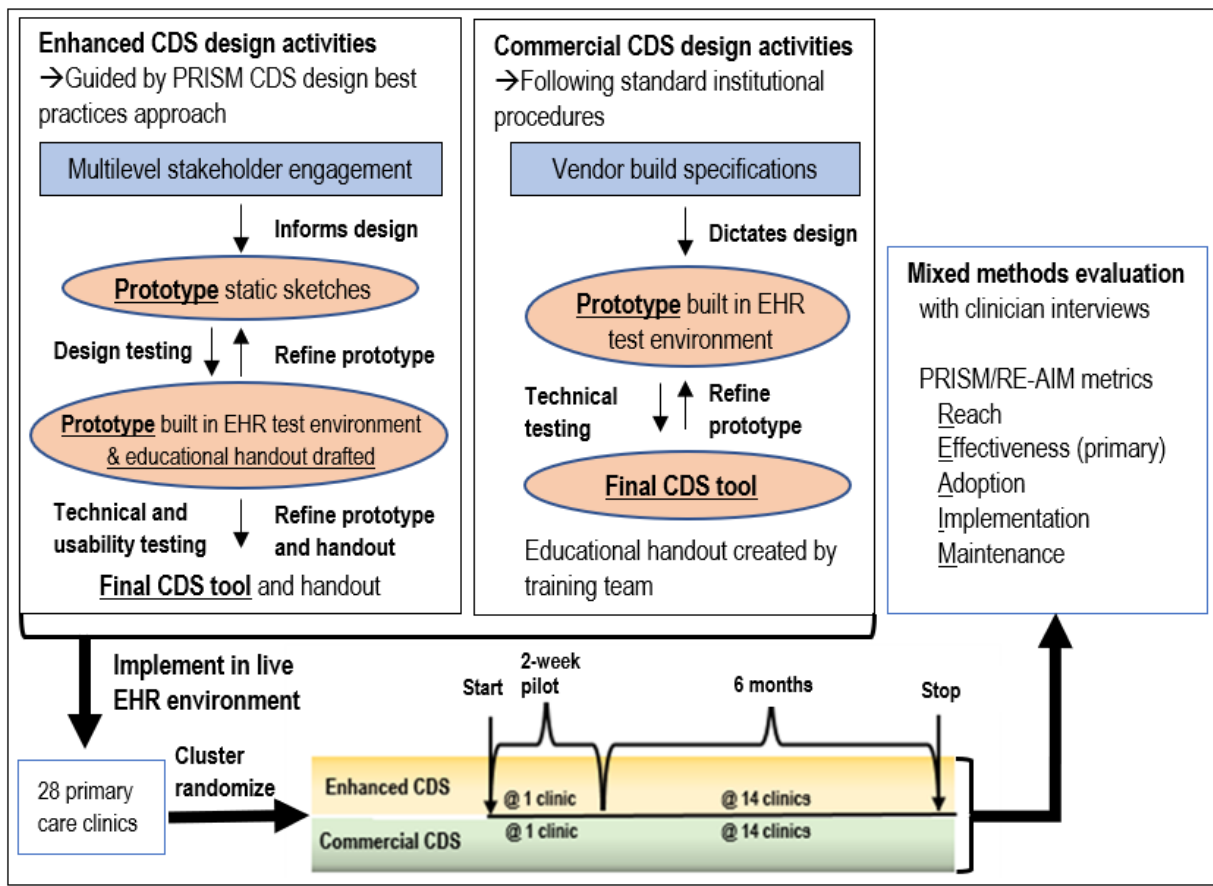 Enhanced CDS design activities
→Guided by PRISM CDS design best
practices approach
Multilevel stakeholder engagement
Informs design
Prototype static sketches
Design testing
Refine prototype
Prototype built in EHR test environment
& educational handout drafted
Technical and
usability testing
Refine prototype
and handout
Final CDS tool and handout
Commercial CDS design activities
→Following standard institutional
procedures
Vendor build specifications
Dictates design
Prototype built in EHR
test environment
Technical
testing
Refine
prototype
Final CDS tool
Educational handout created by
training team
Mixed methods evaluation
with clinician interviews
PRISM/RE-AIM metrics
Reach
Effectiveness (primary)
Adoption
Implementation
Maintenance
Implement in live
EHR environment
28 primary
care clinics
Cluster
randomize
Start
2-week
pilot
6 months
Stop
Enhanced CDS
@ 1 clinic
@ 14 clinics
Commercial CDS
@ 1 clinic
@ 14 clinics